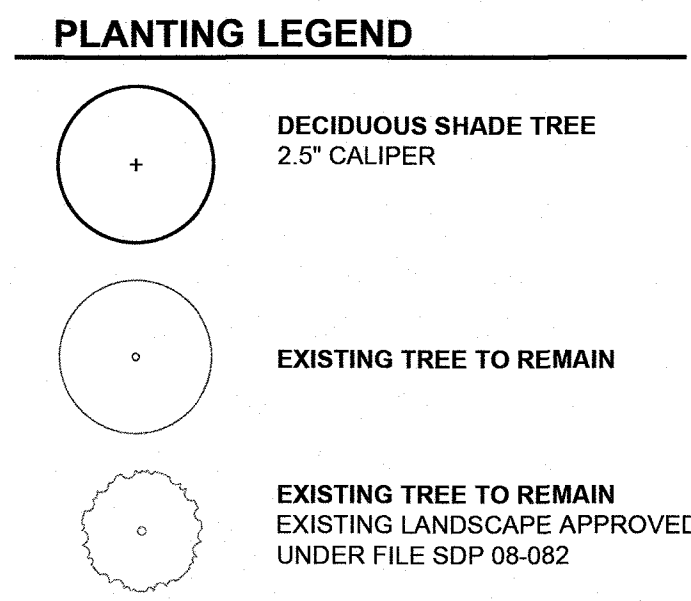 PLANTING LEGEND
DECIDUOUS SHADE TREE
2.5" CALIPER
EXISTING TREE TO REMAIN
EXISTING TREE TO REMAIN
EXISTING LANDSCAPE APPROVED
UNDER FILE SDP 08-082